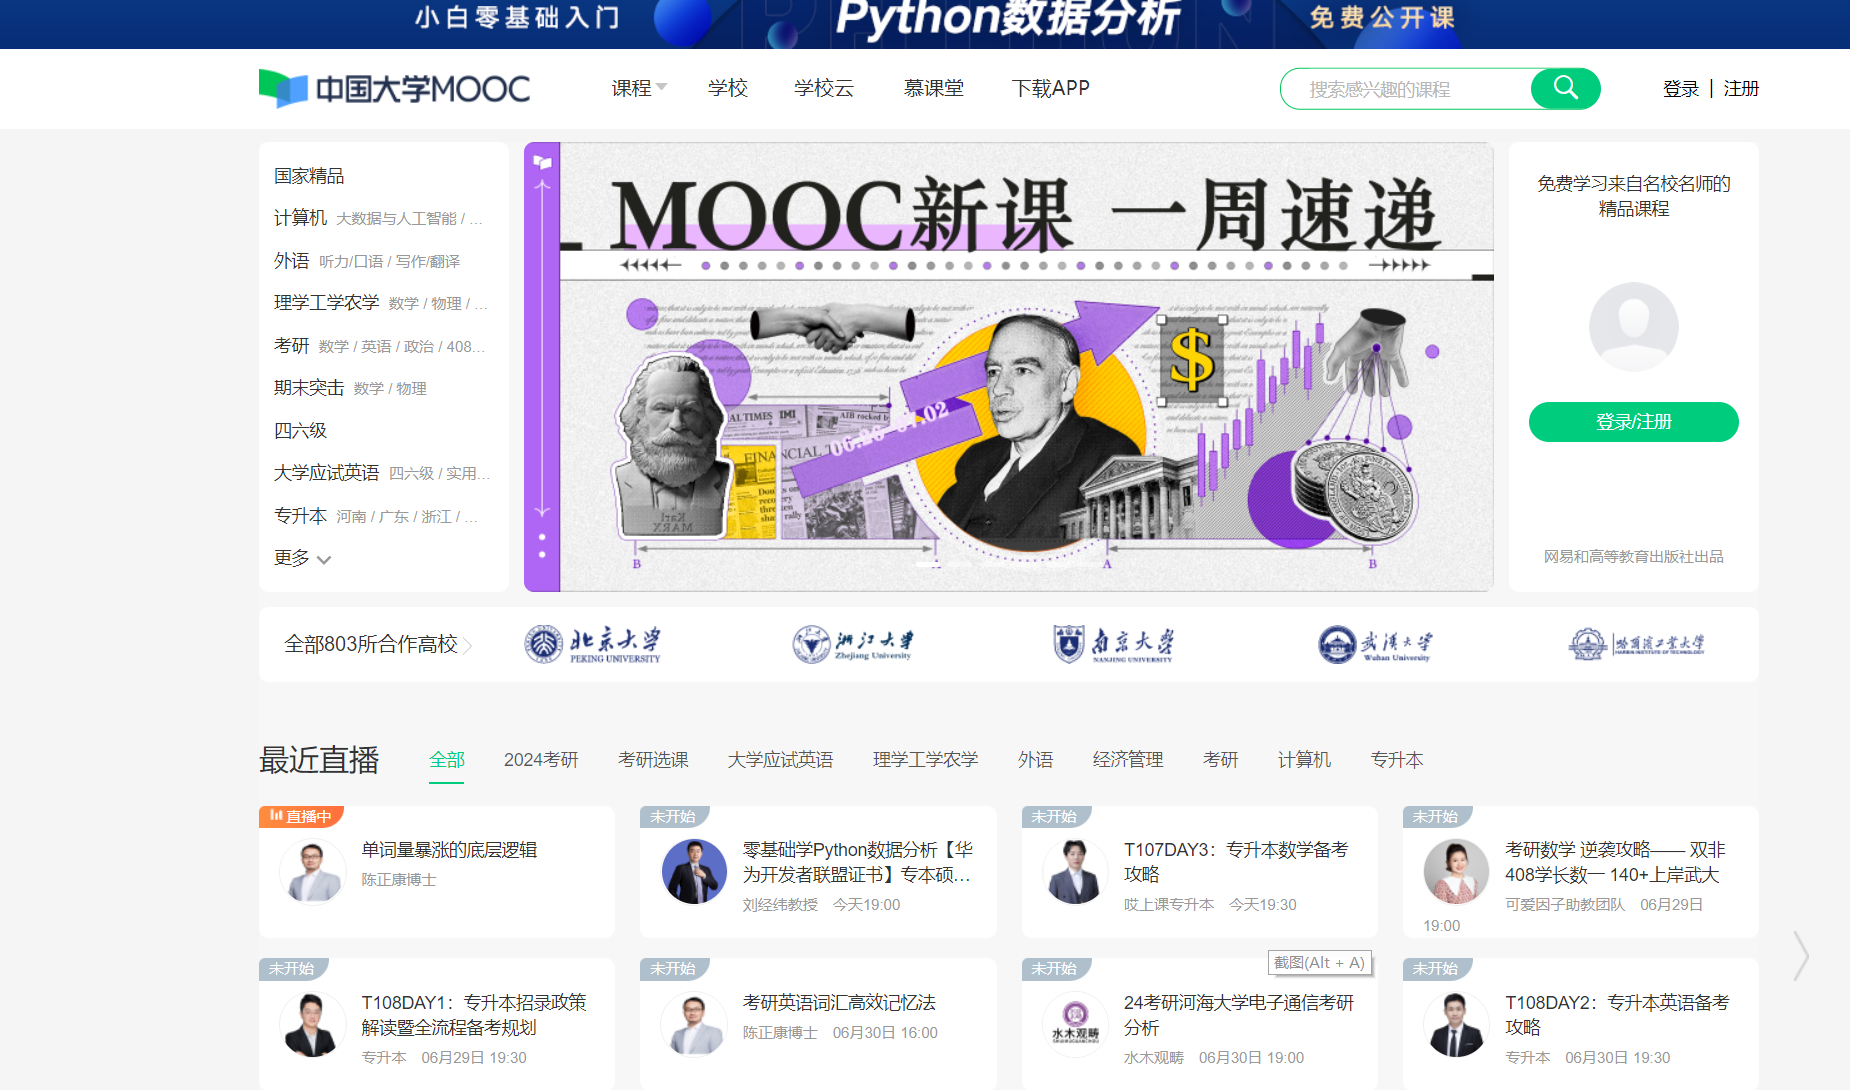 小白零基础入门
Python数据分析
免费公开课
中国大学MOOC
课程
学校
学校云
慕课堂
下载APP
搜索感兴趣的课程
登录 | 注册
国家精品
计算机 大数据与人工智能 / ...
外语 听力/口语 / 写作/翻译
理学工学农学 数学 / 物理 / ...
考研 数学 / 英语 / 政治 / 408...
期末突击 数学 / 物理
四六级
大学应试英语 四六级 / 实用...
专升本 河南 / 广东 / 浙江 / ...
更多
MOOC新课 一周速递
AL TIMES
AIB rocked b
FINANCIAL T
06.26-07.02
$
Karl
MARX
B
A
B
免费学习来自名校名师的
精品课程
登录/注册
网易和高等教育出版社出品
全部803所合作高校
北京大学
PEKING UNIVERSITY
浙江大学
Zhejiang University
南京大学
NANJING UNIVERSITY
武汉大学
Wuhan University
哈尔滨工业大学
HARBIN INSTITUTE OF TECHNOLOGY
最近直播
全部
2024考研
考研选课
大学应试英语
理学工学农学
外语
经济管理
考研
计算机
专升本
直播中
单词量暴涨的底层逻辑
陈正康博士
未开始
零基础学Python数据分析【华
为开发者联盟证书】专本硕...
刘经纬教授 今天19:00
未开始
T107DAY3：专升本数学备考
攻略
哎上课专升本 今天19:30
未开始
考研数学 逆袭攻略—— 双非
408学长数一 140+上岸武大
可爱因子助教团队 06月29日
19:00
未开始
T108DAY1：专升本招录政策
解读暨全流程备考规划
专升本 06月29日 19:30
未开始
考研英语词汇高效记忆法
陈正康博士 06月30日 16:00
未开始
截图(Alt + A)
水木观畴
24考研河海大学电子通信考研
分析
水木观畴 06月30日 19:00
未开始
T108DAY2：专升本英语备考
攻略
专升本 06月30日 19:30